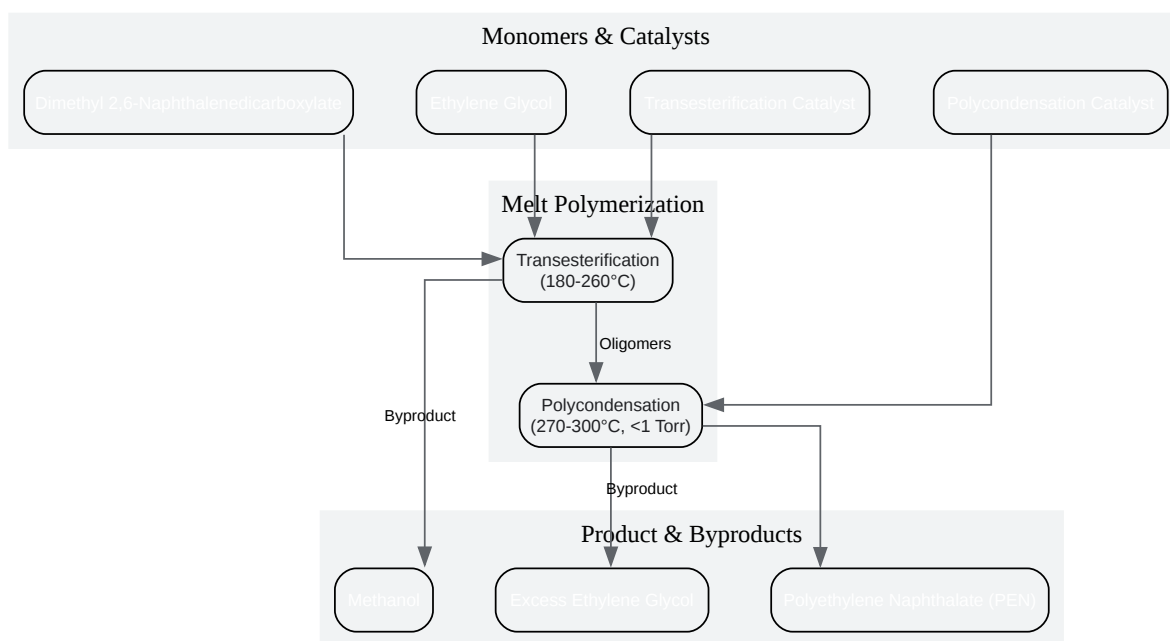 Monomers & Catalysts
Dimethyl 2,6-Naphthalenedicarboxylate
Ethylene Glycol
Transesterification Catalyst
Polycondensation Catalyst
Melt Polymerization
Transesterification
(180-260°C)
Oligomers
Polycondensation
(270-300°C, <1 Torr)
Byproduct
Byproduct
Product & Byproducts
Methanol
Excess Ethylene Glycol
Polyethylene Naphthalate (PEN)